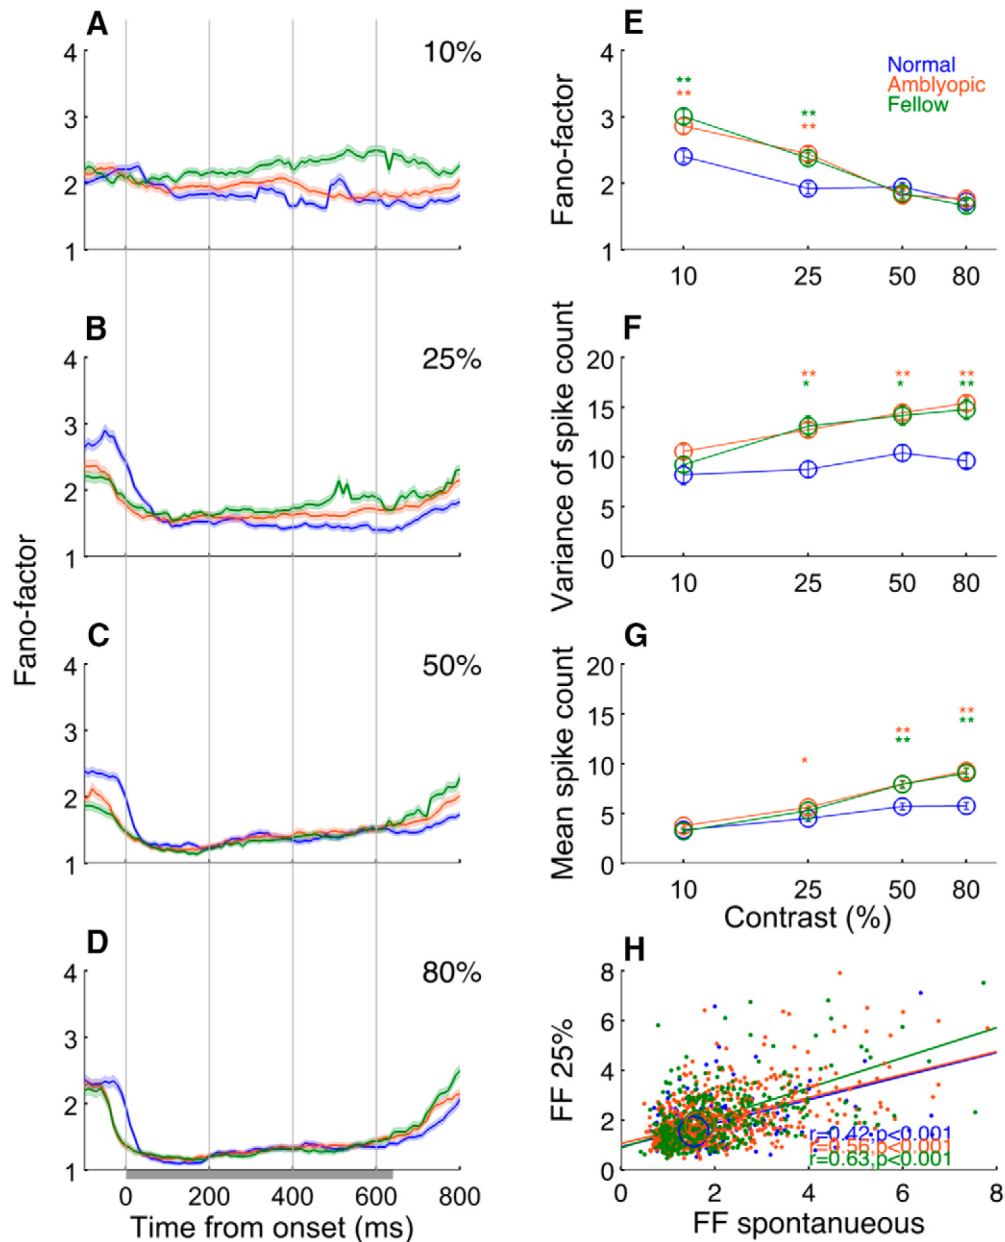 A
10%
4
3
2
1
B
25%
4
3
2
1
C
50%
4
3
2
1
D
80%
4
3
2
1
0 200 400 600 800
Time from onset (ms)
Fano-factor
E
Normal
Amblyopic
Fellow
**
**
**
**
4
3
2
1
Fano-factor
10 25 50 80
F
** ** **
* * **
20
15
10
5
0
Variance of spike count
10 25 50 80
G
**
** **
* **
20
15
10
5
0
Mean spike count
10 25 50 80
Contrast (%)
H
8
6
4
2
0
FF 25%
r=0.42,p<0.001
r=0.56,p<0.001
r=0.63,p<0.001
0 2 4 6 8
FF spontanueous